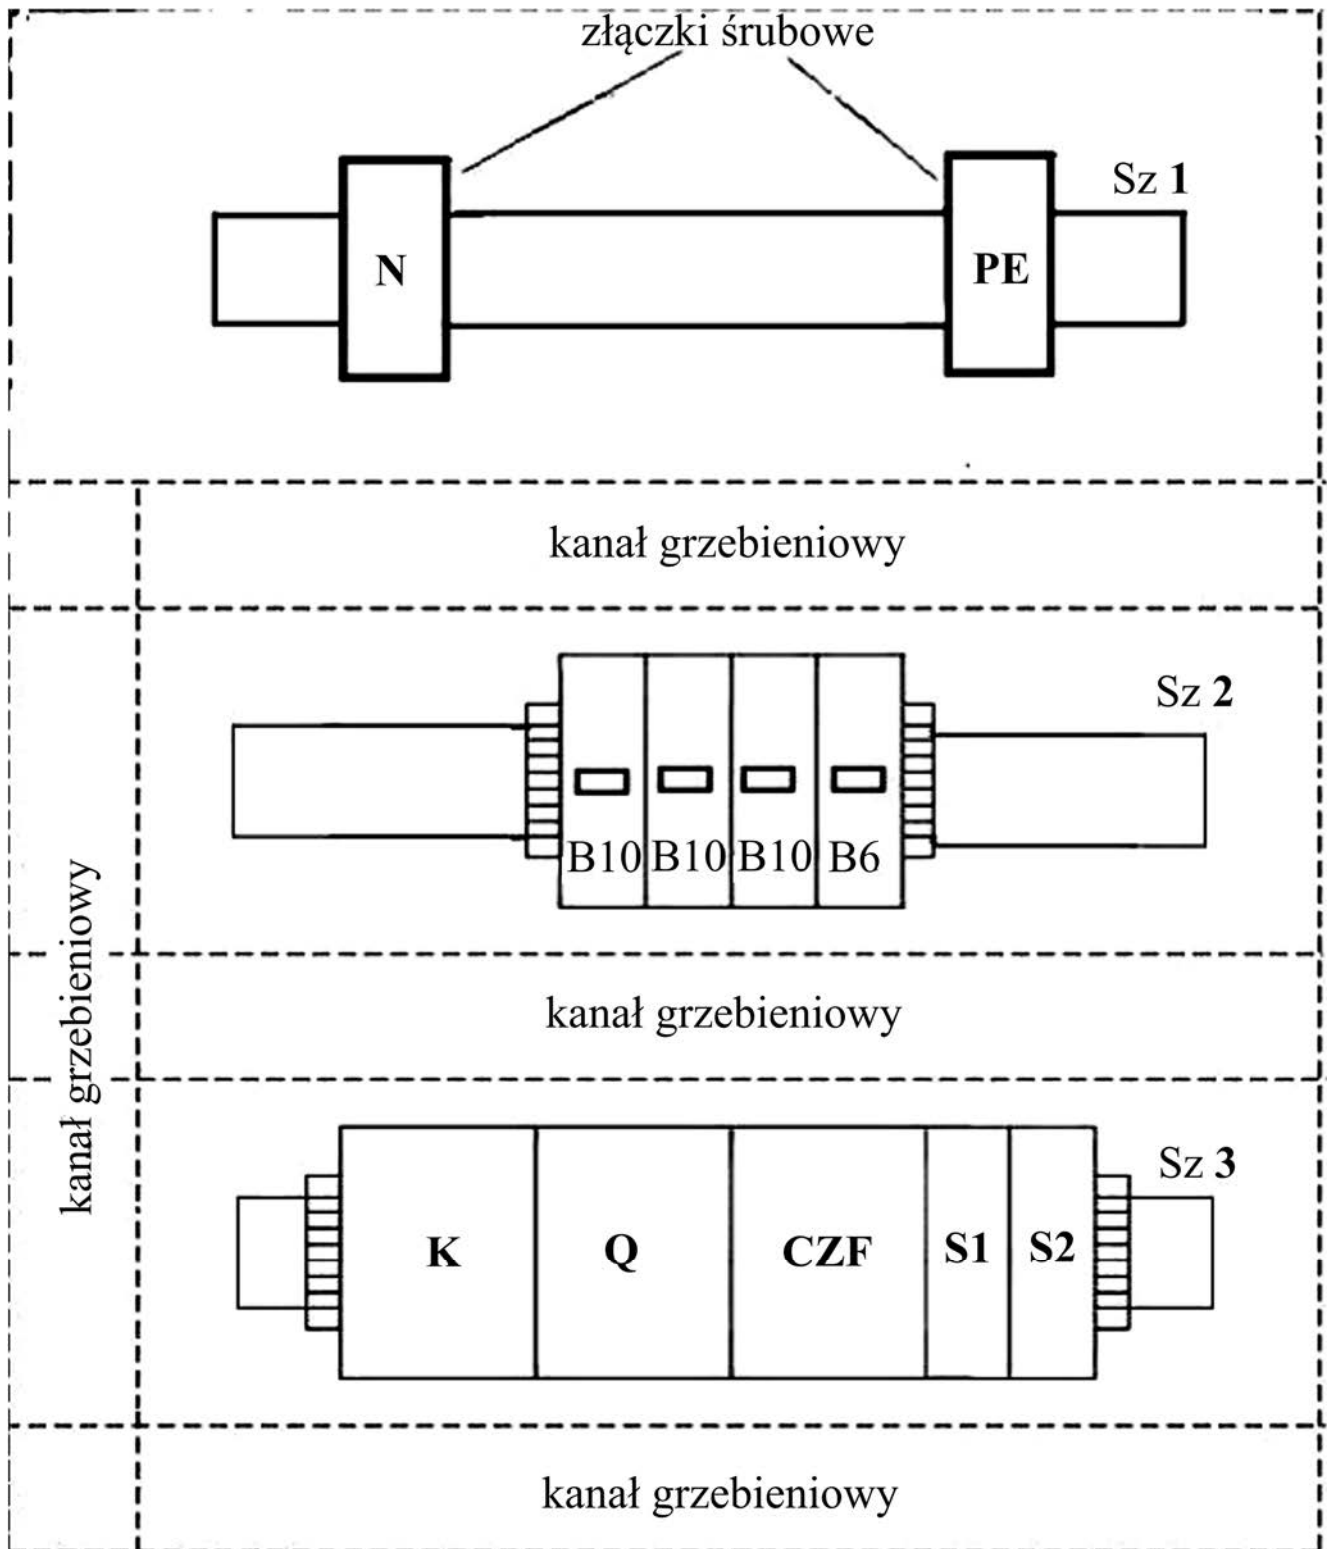 złączki śrubowe
Sz 1
N
PE
kanał grzebieniowy
Sz 2
B10 B10 B10 B6
kanał grzebieniowy
kanał grzebieniowy
Sz 3
K Q CZF S1 S2
kanał grzebieniowy